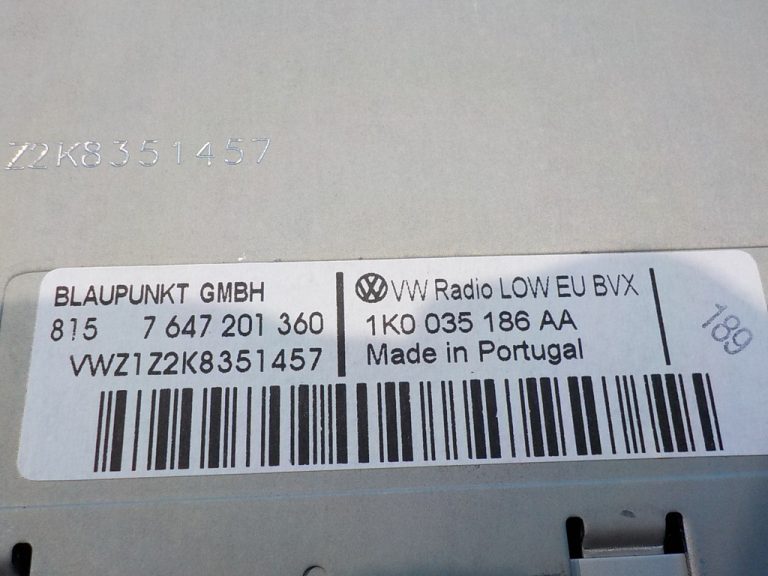 Z2K8351457
BLAUPUNKT GMBH
815 7 647 201 360
VWZ1Z2K8351457
VW Radio LOW EU BVX
1K0 035 186 AA
Made in Portugal
189